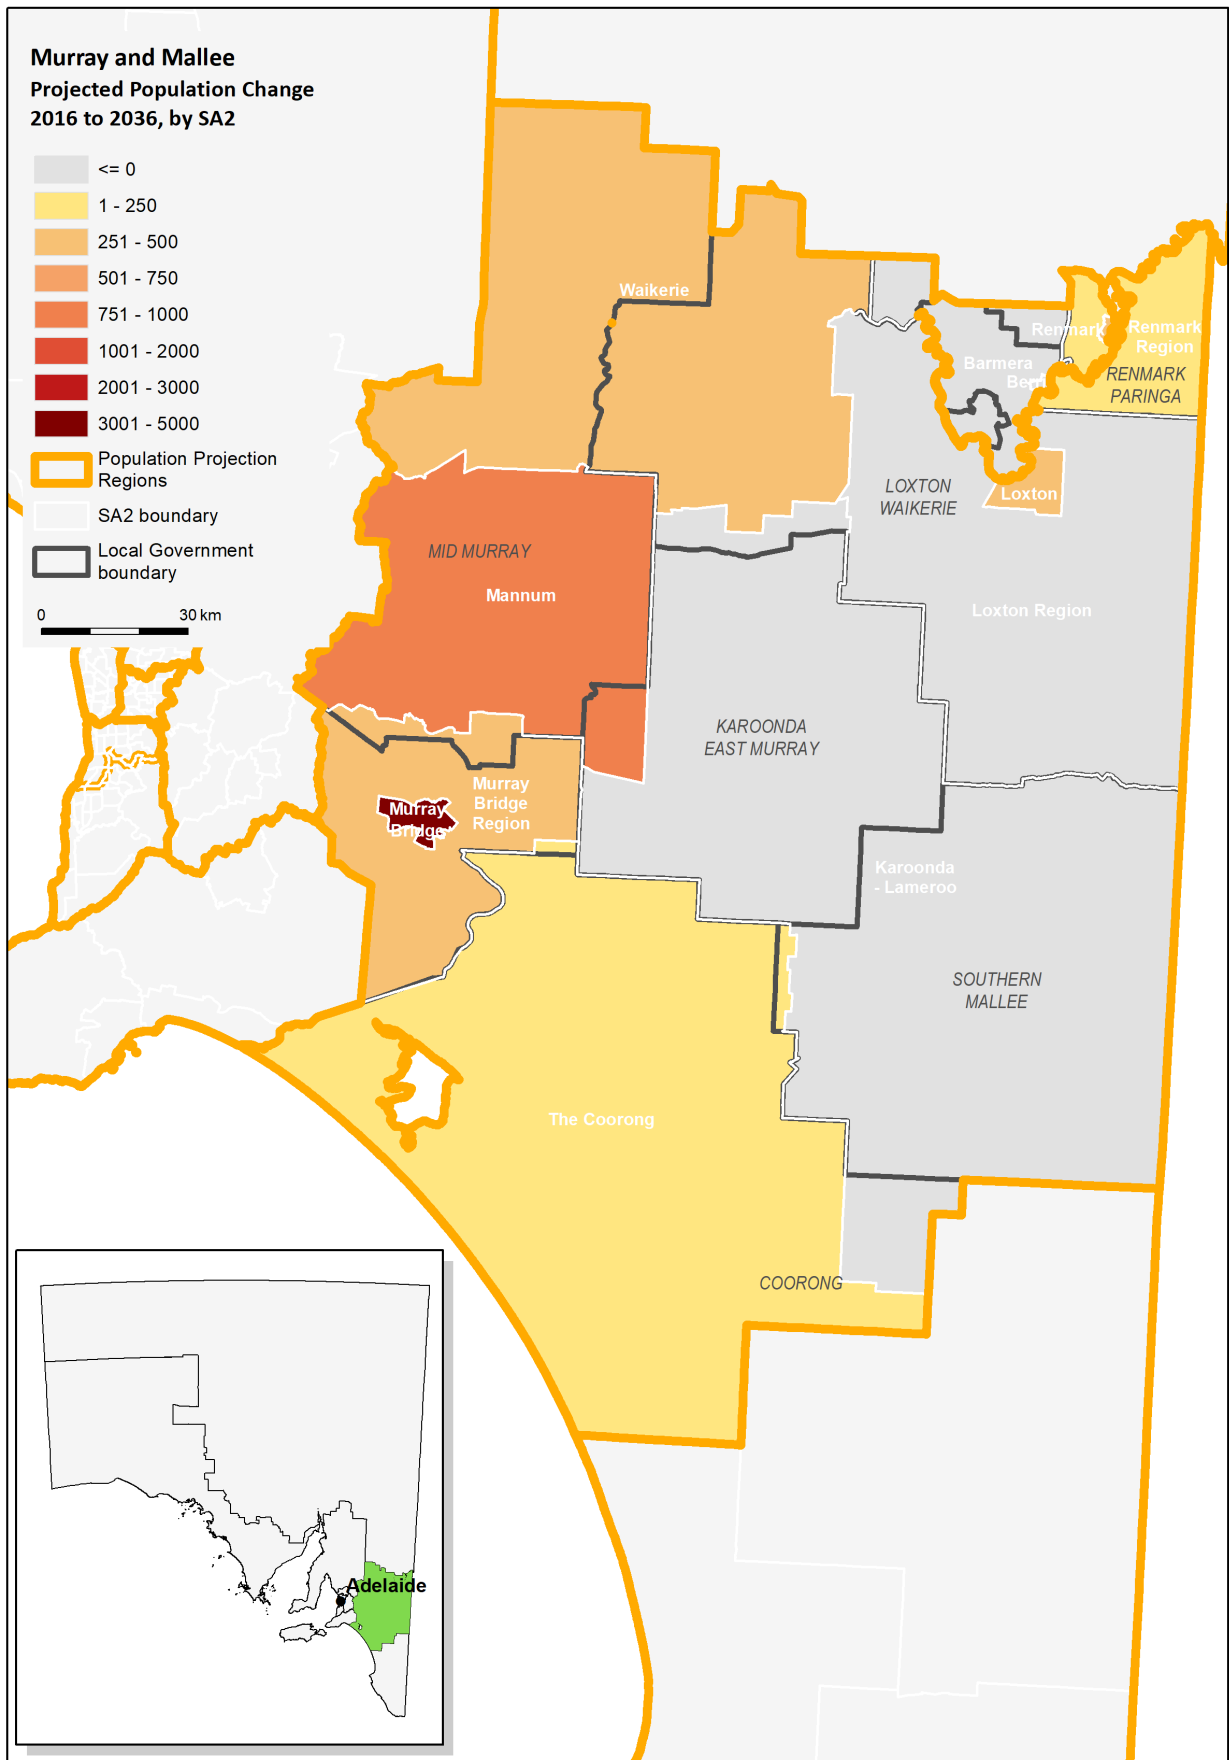 Murray and Mallee
Projected Population Change
2016 to 2036, by SA2
<= 0
1 - 250
251 - 500
501 - 750
751 - 1000
1001 - 2000
2001 - 3000
3001 - 5000
Population Projection
Regions
SA2 boundary
Local Government
boundary
0 30 km
Waikerie
Renmark
Renmark
Region
Barmera
Berri
RENMARK
PARINGA
LOXTON
WAIKERIE
Loxton
MID MURRAY
Mannum
Loxton Region
KAROONDA
EAST MURRAY
Murray
Bridge
Region
Murray
Bridge
Karoonda
- Lameroo
SOUTHERN
MALLEE
The Coorong
COORONG
Adelaide